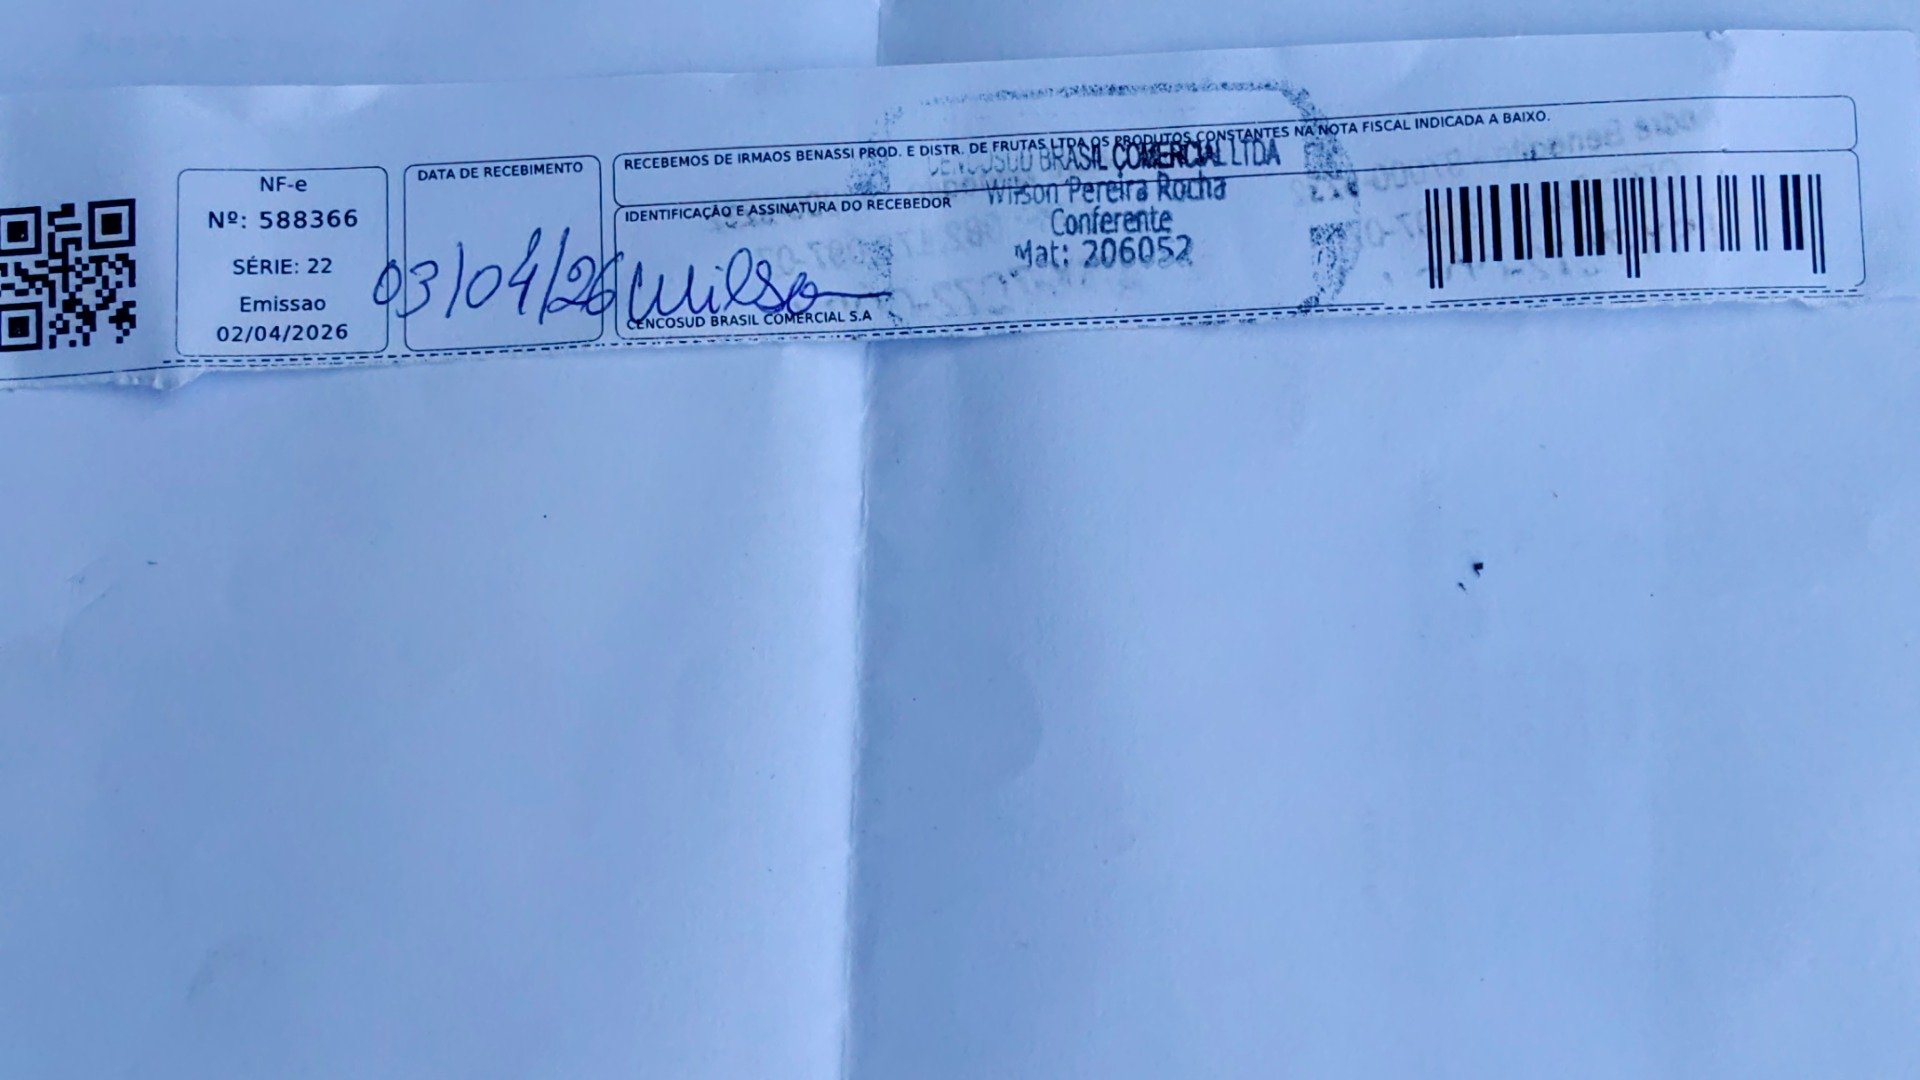 RECEBEMOS DE IRMAOS BENASSI PROD. E DISTR. DE FRUTAS LTDA OS PRODUTOS CONSTANTES NA NOTA FISCAL INDICADA A BAIXO.
NF-e
Nº: 588366
SÉRIE: 22
Emissao
02/04/2026
DATA DE RECEBIMENTO
03/04/26
IDENTIFICAÇÃO E ASSINATURA DO RECEBEDOR
Wilso
CENCOSUD BRASIL COMERCIAL S.A
CENCOSUD BRASIL COMERCIAL LTDA
Wilson Pereira Rocha
Conferente
Mat: 206052